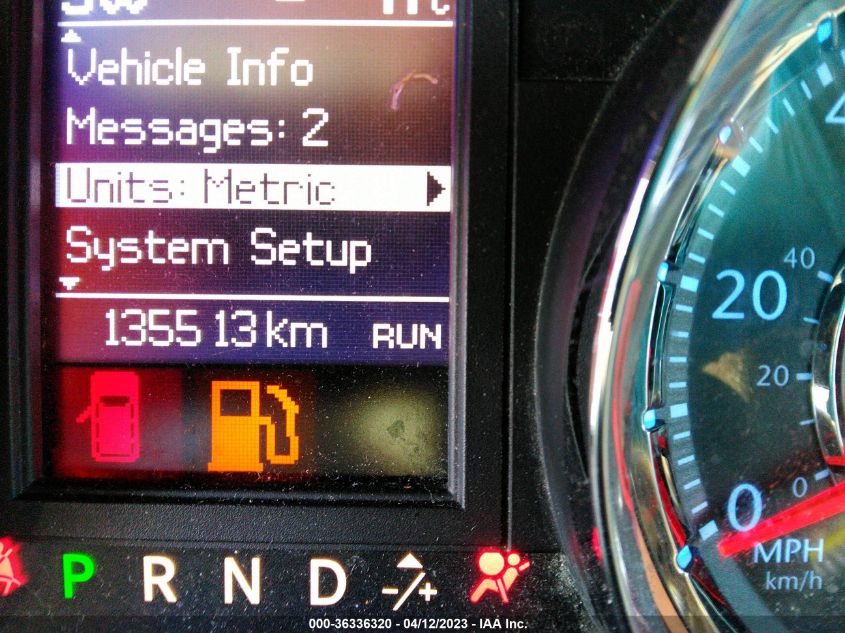 SW
Vehicle Info
Messages: 2
Units: Metric
System Setup
135513 km RUN
P R N D -/+
20
40
20
0
0
MPH
km/h
000-36336320 - 04/12/2023 - IAA Inc.